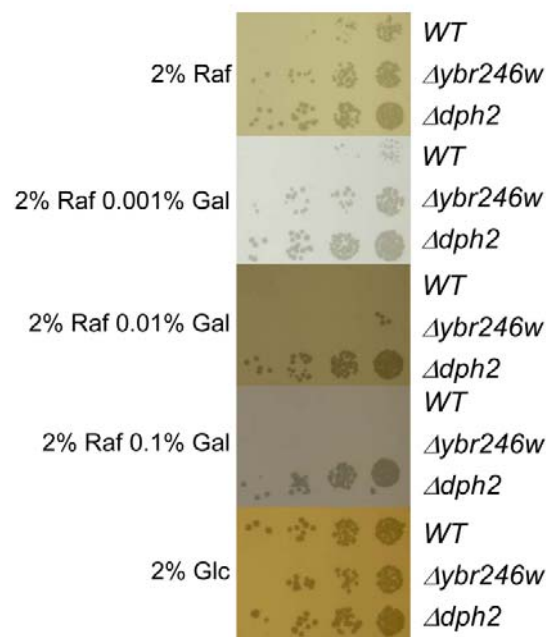 WT
2% Raf Δybr246w
Δdph2
WT
2% Raf 0.001% Gal Δybr246w
Δdph2
WT
2% Raf 0.01% Gal Δybr246w
Δdph2
WT
2% Raf 0.1% Gal Δybr246w
Δdph2
WT
2% Glc Δybr246w
Δdph2